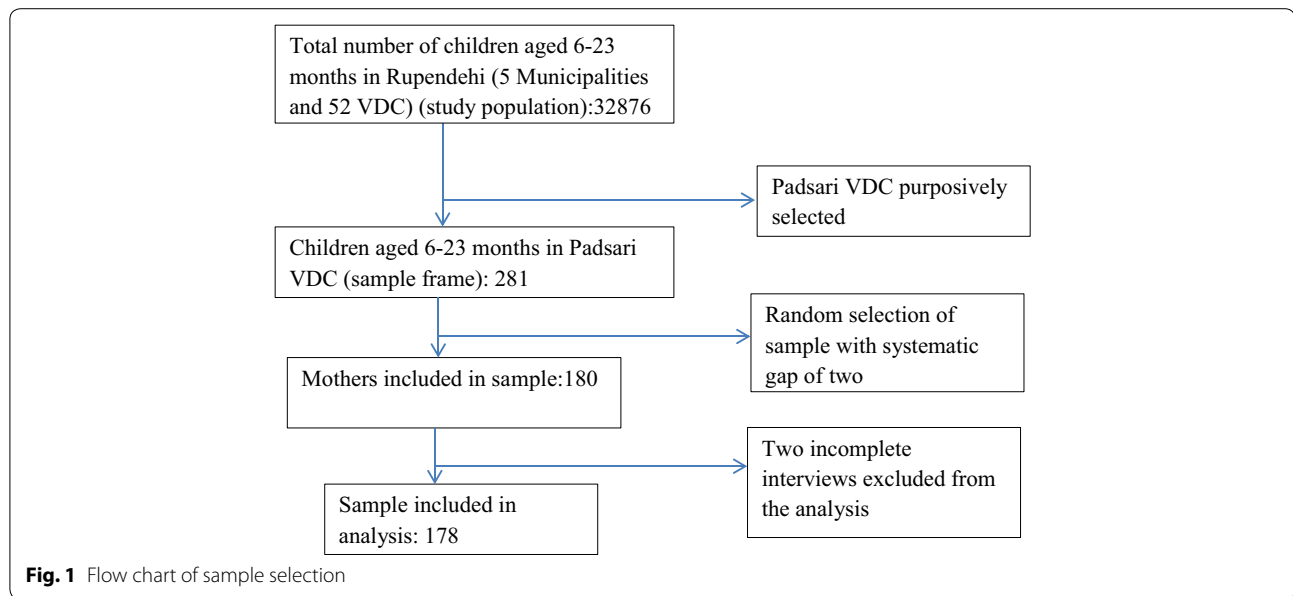 Total number of children aged 6-23
months in Rupendehi (5 Municipalities
and 52 VDC) (study population):32876
Padsari VDC purposively
selected
Children aged 6-23 months in Padsari
VDC (sample frame): 281
Random selection of
sample with systematic
gap of two
Mothers included in sample:180
Two incomplete
interviews excluded from
the analysis
Sample included in
analysis: 178
Fig. 1 Flow chart of sample selection